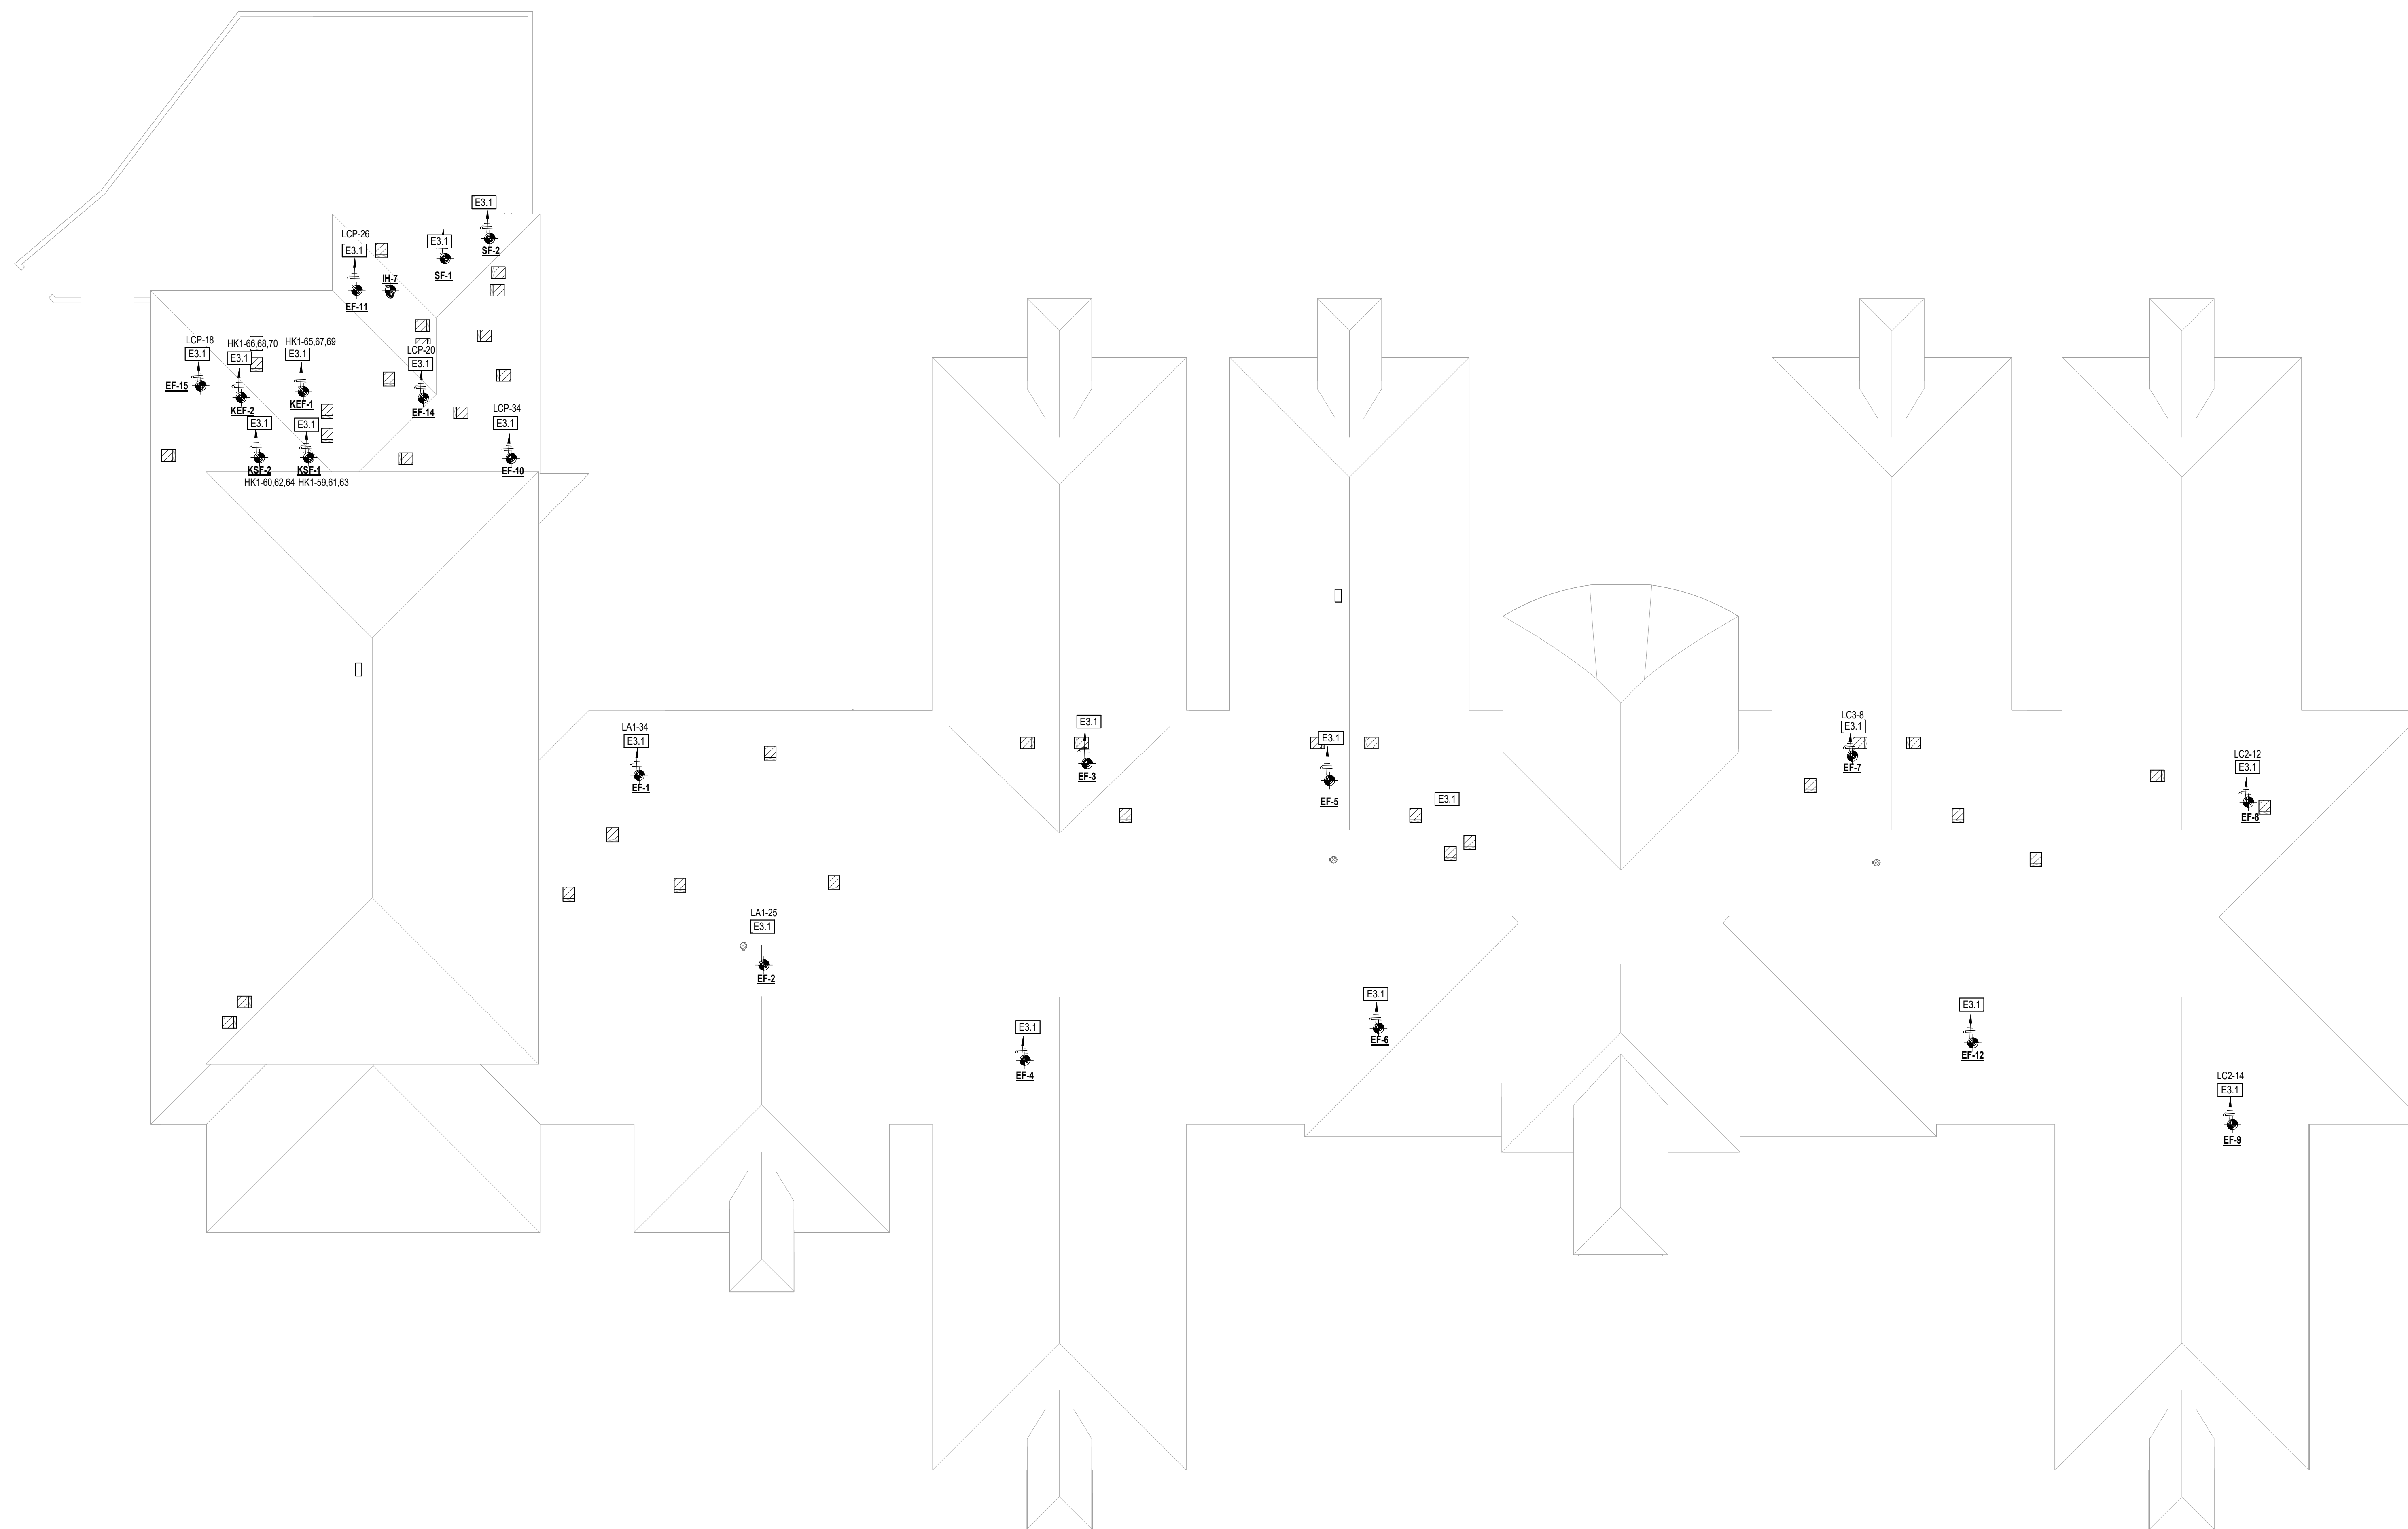 E3.1
SF-2
E3.1
SF-1
LCP-26
E3.1
EF-11
IH-7
LCP-18
E3.1
EF-15
HK1-66,68,70
E3.1
KEF-2
HK1-65,67,69
E3.1
KEF-1
LCP-20
E3.1
EF-14
LCP-34
E3.1
EF-10
E3.1
KSF-2
HK1-60,62,64
E3.1
KSF-1
HK1-59,61,63
LA1-34
E3.1
EF-1
E3.1
EF-3
E3.1
EF-5
E3.1
LC3-8
E3.1
EF-7
LC2-12
E3.1
EF-8
LA1-25
E3.1
EF-2
E3.1
EF-4
E3.1
EF-6
E3.1
EF-12
LC2-14
E3.1
EF-9